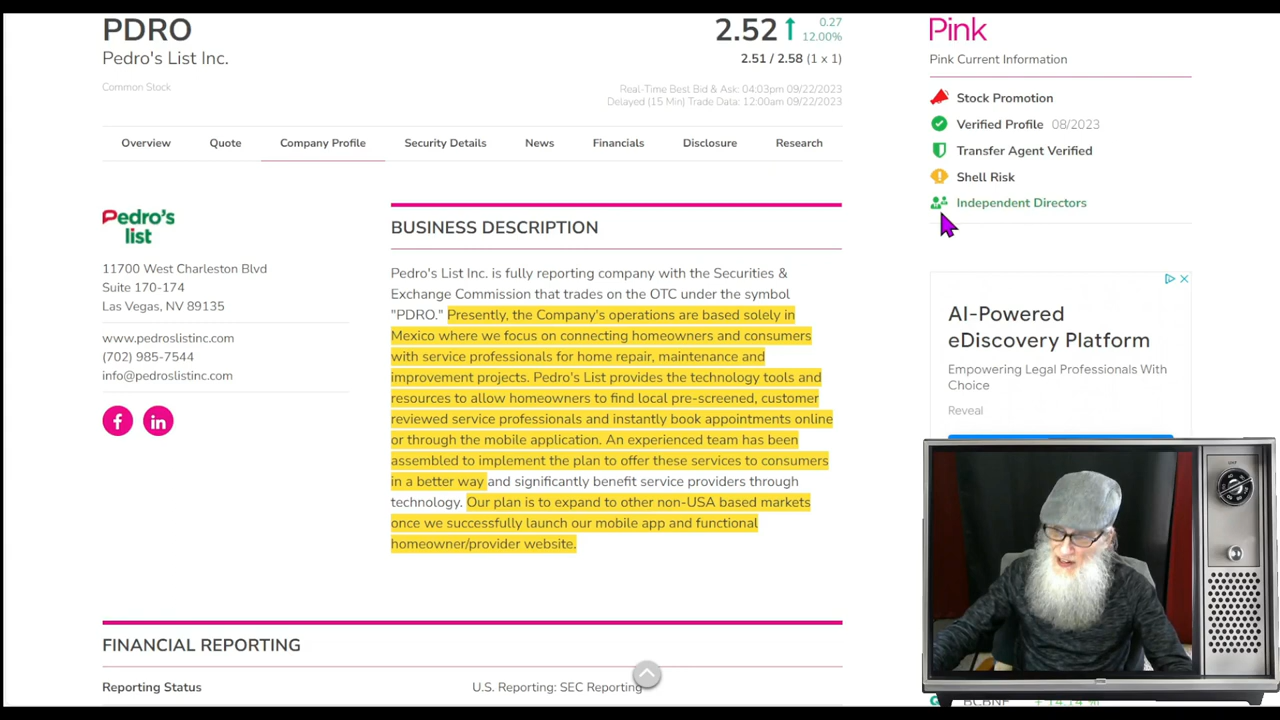 PDRO
Pedro's List Inc.
Common Stock
2.52
0.27
12.00%
2.51 / 2.58 (1 x 1)
Real-Time Best Bid & Ask: 04:03pm 09/22/2023
Delayed (15 Min) Trade Data: 12:00am 09/22/2023
Overview Quote Company Profile Security Details News Financials Disclosure Research
Pedro's
list
11700 West Charleston Blvd
Suite 170-174
Las Vegas, NV 89135
www.pedroslistinc.com
(702) 985-7544
info@pedroslistinc.com
f in
BUSINESS DESCRIPTION
Pedro's List Inc. is fully reporting company with the Securities &
Exchange Commission that trades on the OTC under the symbol
"PDRO." Presently, the Company's operations are based solely in
Mexico where we focus on connecting homeowners and consumers
with service professionals for home repair, maintenance and
improvement projects. Pedro's List provides the technology tools and
resources to allow homeowners to find local pre-screened, customer
reviewed service professionals and instantly book appointments online
or through the mobile application. An experienced team has been
assembled to implement the plan to offer these services to consumers
in a better way and significantly benefit service providers through
technology. Our plan is to expand to other non-USA based markets
once we successfully launch our mobile app and functional
homeowner/provider website.
FINANCIAL REPORTING
Reporting Status U.S. Reporting: SEC Reporting
Pink
Pink Current Information
Stock Promotion
Verified Profile 08/2023
Transfer Agent Verified
Shell Risk
Independent Directors
AI-Powered
eDiscovery Platform
Empowering Legal Professionals With
Choice
Reveal